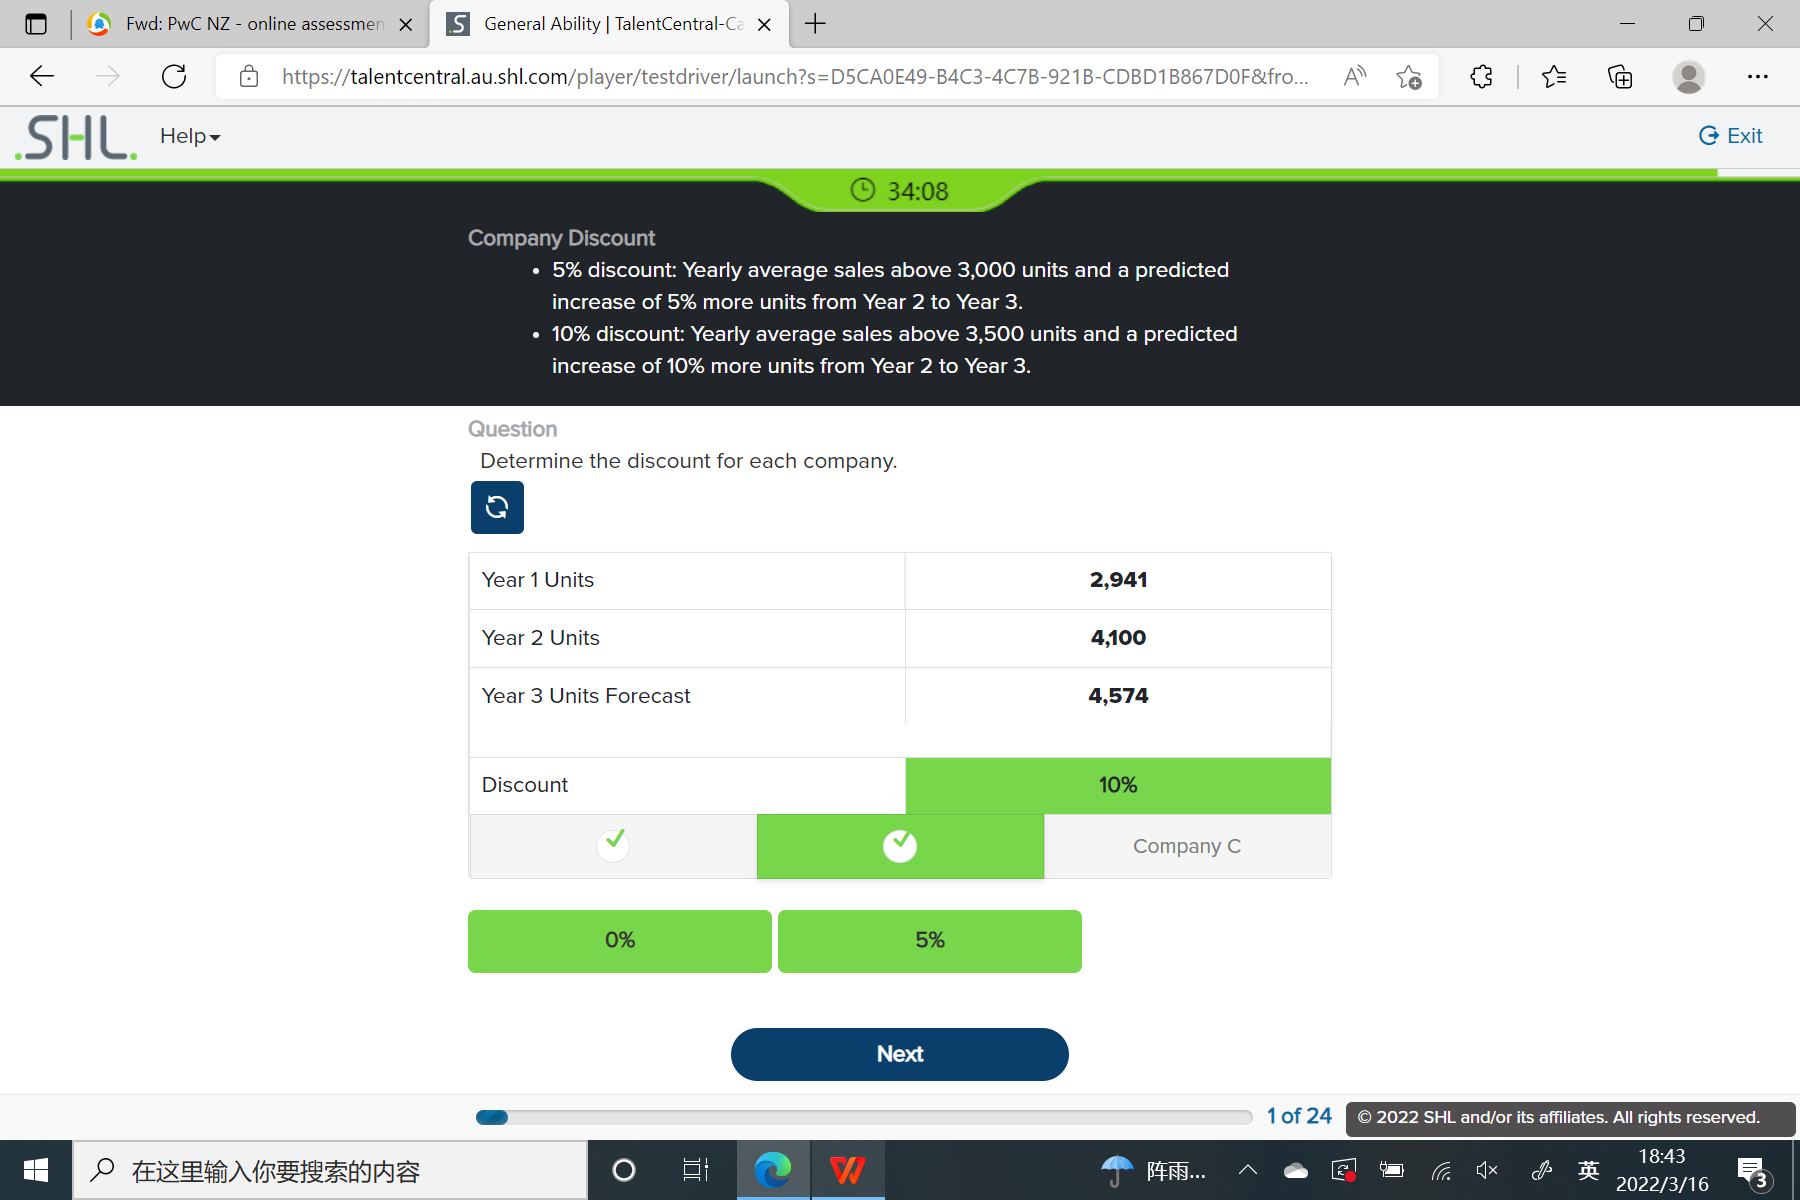 Fwd: PwC NZ - online assessmen
General Ability | TalentCentral-Ca
https://talentcentral.au.shl.com/player/testdriver/launch?s=D5CA0E49-B4C3-4C7B-921B-CDBD1B867D0F&fro...
.SHL.
Help
Exit
34:08
Company Discount
• 5% discount: Yearly average sales above 3,000 units and a predicted
increase of 5% more units from Year 2 to Year 3.
• 10% discount: Yearly average sales above 3,500 units and a predicted
increase of 10% more units from Year 2 to Year 3.
Question
Determine the discount for each company.
Year 1 Units 2,941
Year 2 Units 4,100
Year 3 Units Forecast 4,574
Discount 10%
Company C
0% 5%
Next
1 of 24
© 2022 SHL and/or its affiliates. All rights reserved.
在这里输入你要搜索的内容
阵雨...
英
18:43
2022/3/16
3